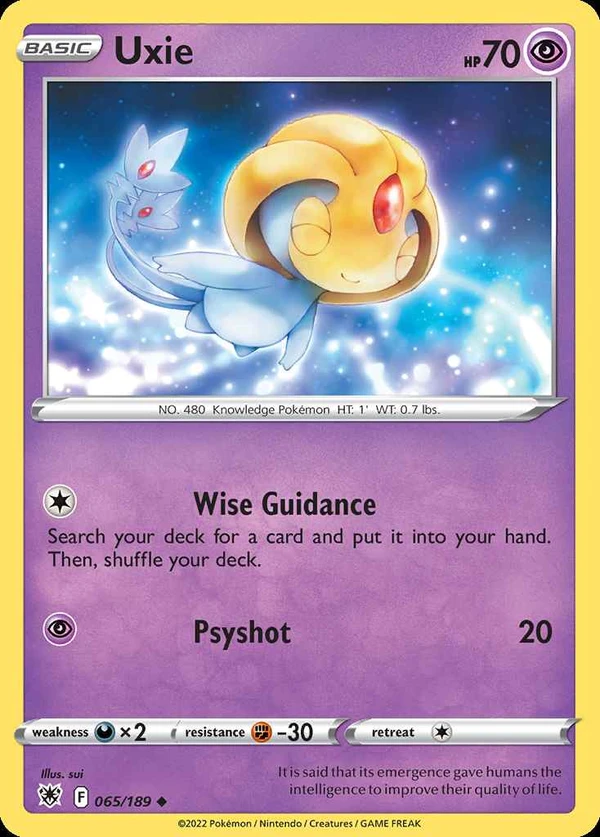 BASIC Uxie HP 70
NO. 480 Knowledge Pokémon HT: 1' WT: 0.7 lbs.
Wise Guidance
Search your deck for a card and put it into your hand.
Then, shuffle your deck.
Psyshot 20
weakness ×2 resistance -30 retreat
Illus. sui
It is said that its emergence gave humans the
intelligence to improve their quality of life.
F 065/189
©2022 Pokémon / Nintendo / Creatures / GAME FREAK